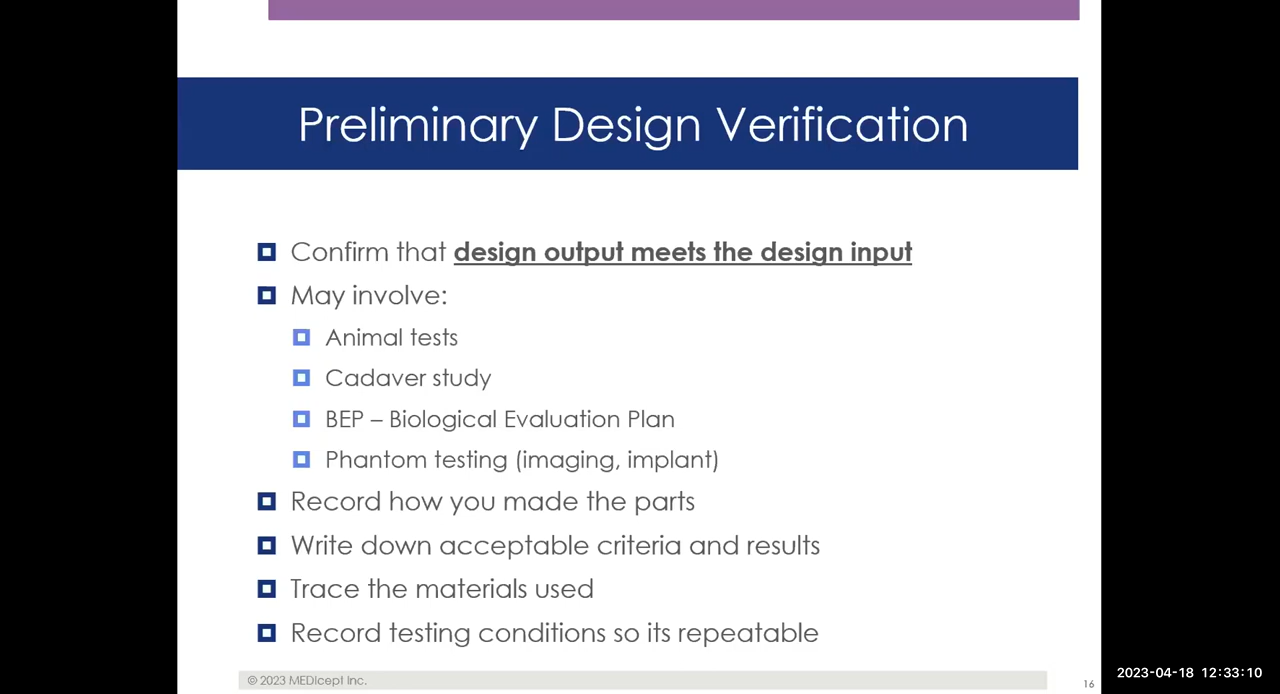 Preliminary Design Verification
Confirm that design output meets the design input
May involve:
Animal tests
Cadaver study
BEP – Biological Evaluation Plan
Phantom testing (imaging, implant)
Record how you made the parts
Write down acceptable criteria and results
Trace the materials used
Record testing conditions so its repeatable
© 2023 MEDIcept Inc.
16
2023-04-18 12:33:10